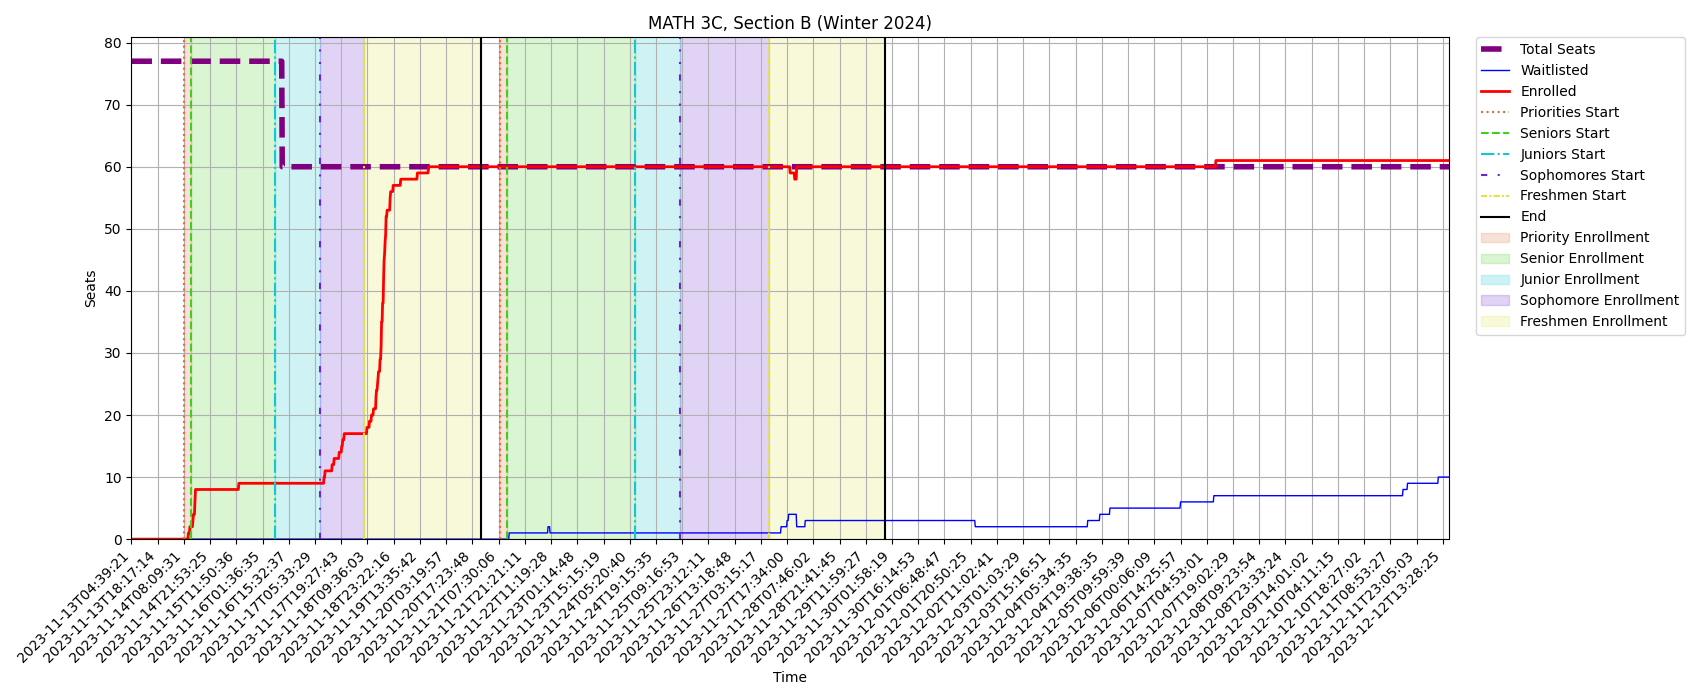 MATH 3C, Section B (Winter 2024)
80
70
60
50
40
30
20
10
0
Seats
2023-11-13T04:39:21
2023-11-13T18:17:14
2023-11-14T08:09:31
2023-11-14T21:53:25
2023-11-15T11:50:36
2023-11-16T01:36:35
2023-11-16T15:32:37
2023-11-17T05:33:29
2023-11-17T19:27:43
2023-11-18T09:36:03
2023-11-18T23:22:16
2023-11-19T13:35:42
2023-11-20T03:19:57
2023-11-20T17:23:48
2023-11-21T07:30:06
2023-11-21T21:21:11
2023-11-22T11:19:28
2023-11-23T01:14:48
2023-11-23T15:15:19
2023-11-24T05:20:40
2023-11-24T19:15:35
2023-11-25T09:16:53
2023-11-25T23:12:11
2023-11-26T13:18:48
2023-11-27T03:15:17
2023-11-27T17:34:00
2023-11-28T07:46:02
2023-11-28T21:41:45
2023-11-29T11:59:27
2023-11-30T01:58:19
2023-11-30T16:14:53
2023-12-01T06:48:47
2023-12-01T20:50:25
2023-12-02T11:02:41
2023-12-03T01:03:29
2023-12-03T15:16:51
2023-12-04T05:34:35
2023-12-04T19:38:35
2023-12-05T09:59:39
2023-12-06T00:06:09
2023-12-06T14:25:57
2023-12-07T04:53:01
2023-12-07T19:02:29
2023-12-08T09:23:54
2023-12-08T23:33:24
2023-12-09T14:01:02
2023-12-10T04:11:15
2023-12-10T18:27:02
2023-12-11T08:53:27
2023-12-11T23:05:03
2023-12-12T13:28:25
Time
Total Seats
Waitlisted
Enrolled
Priorities Start
Seniors Start
Juniors Start
Sophomores Start
Freshmen Start
End
Priority Enrollment
Senior Enrollment
Junior Enrollment
Sophomore Enrollment
Freshmen Enrollment